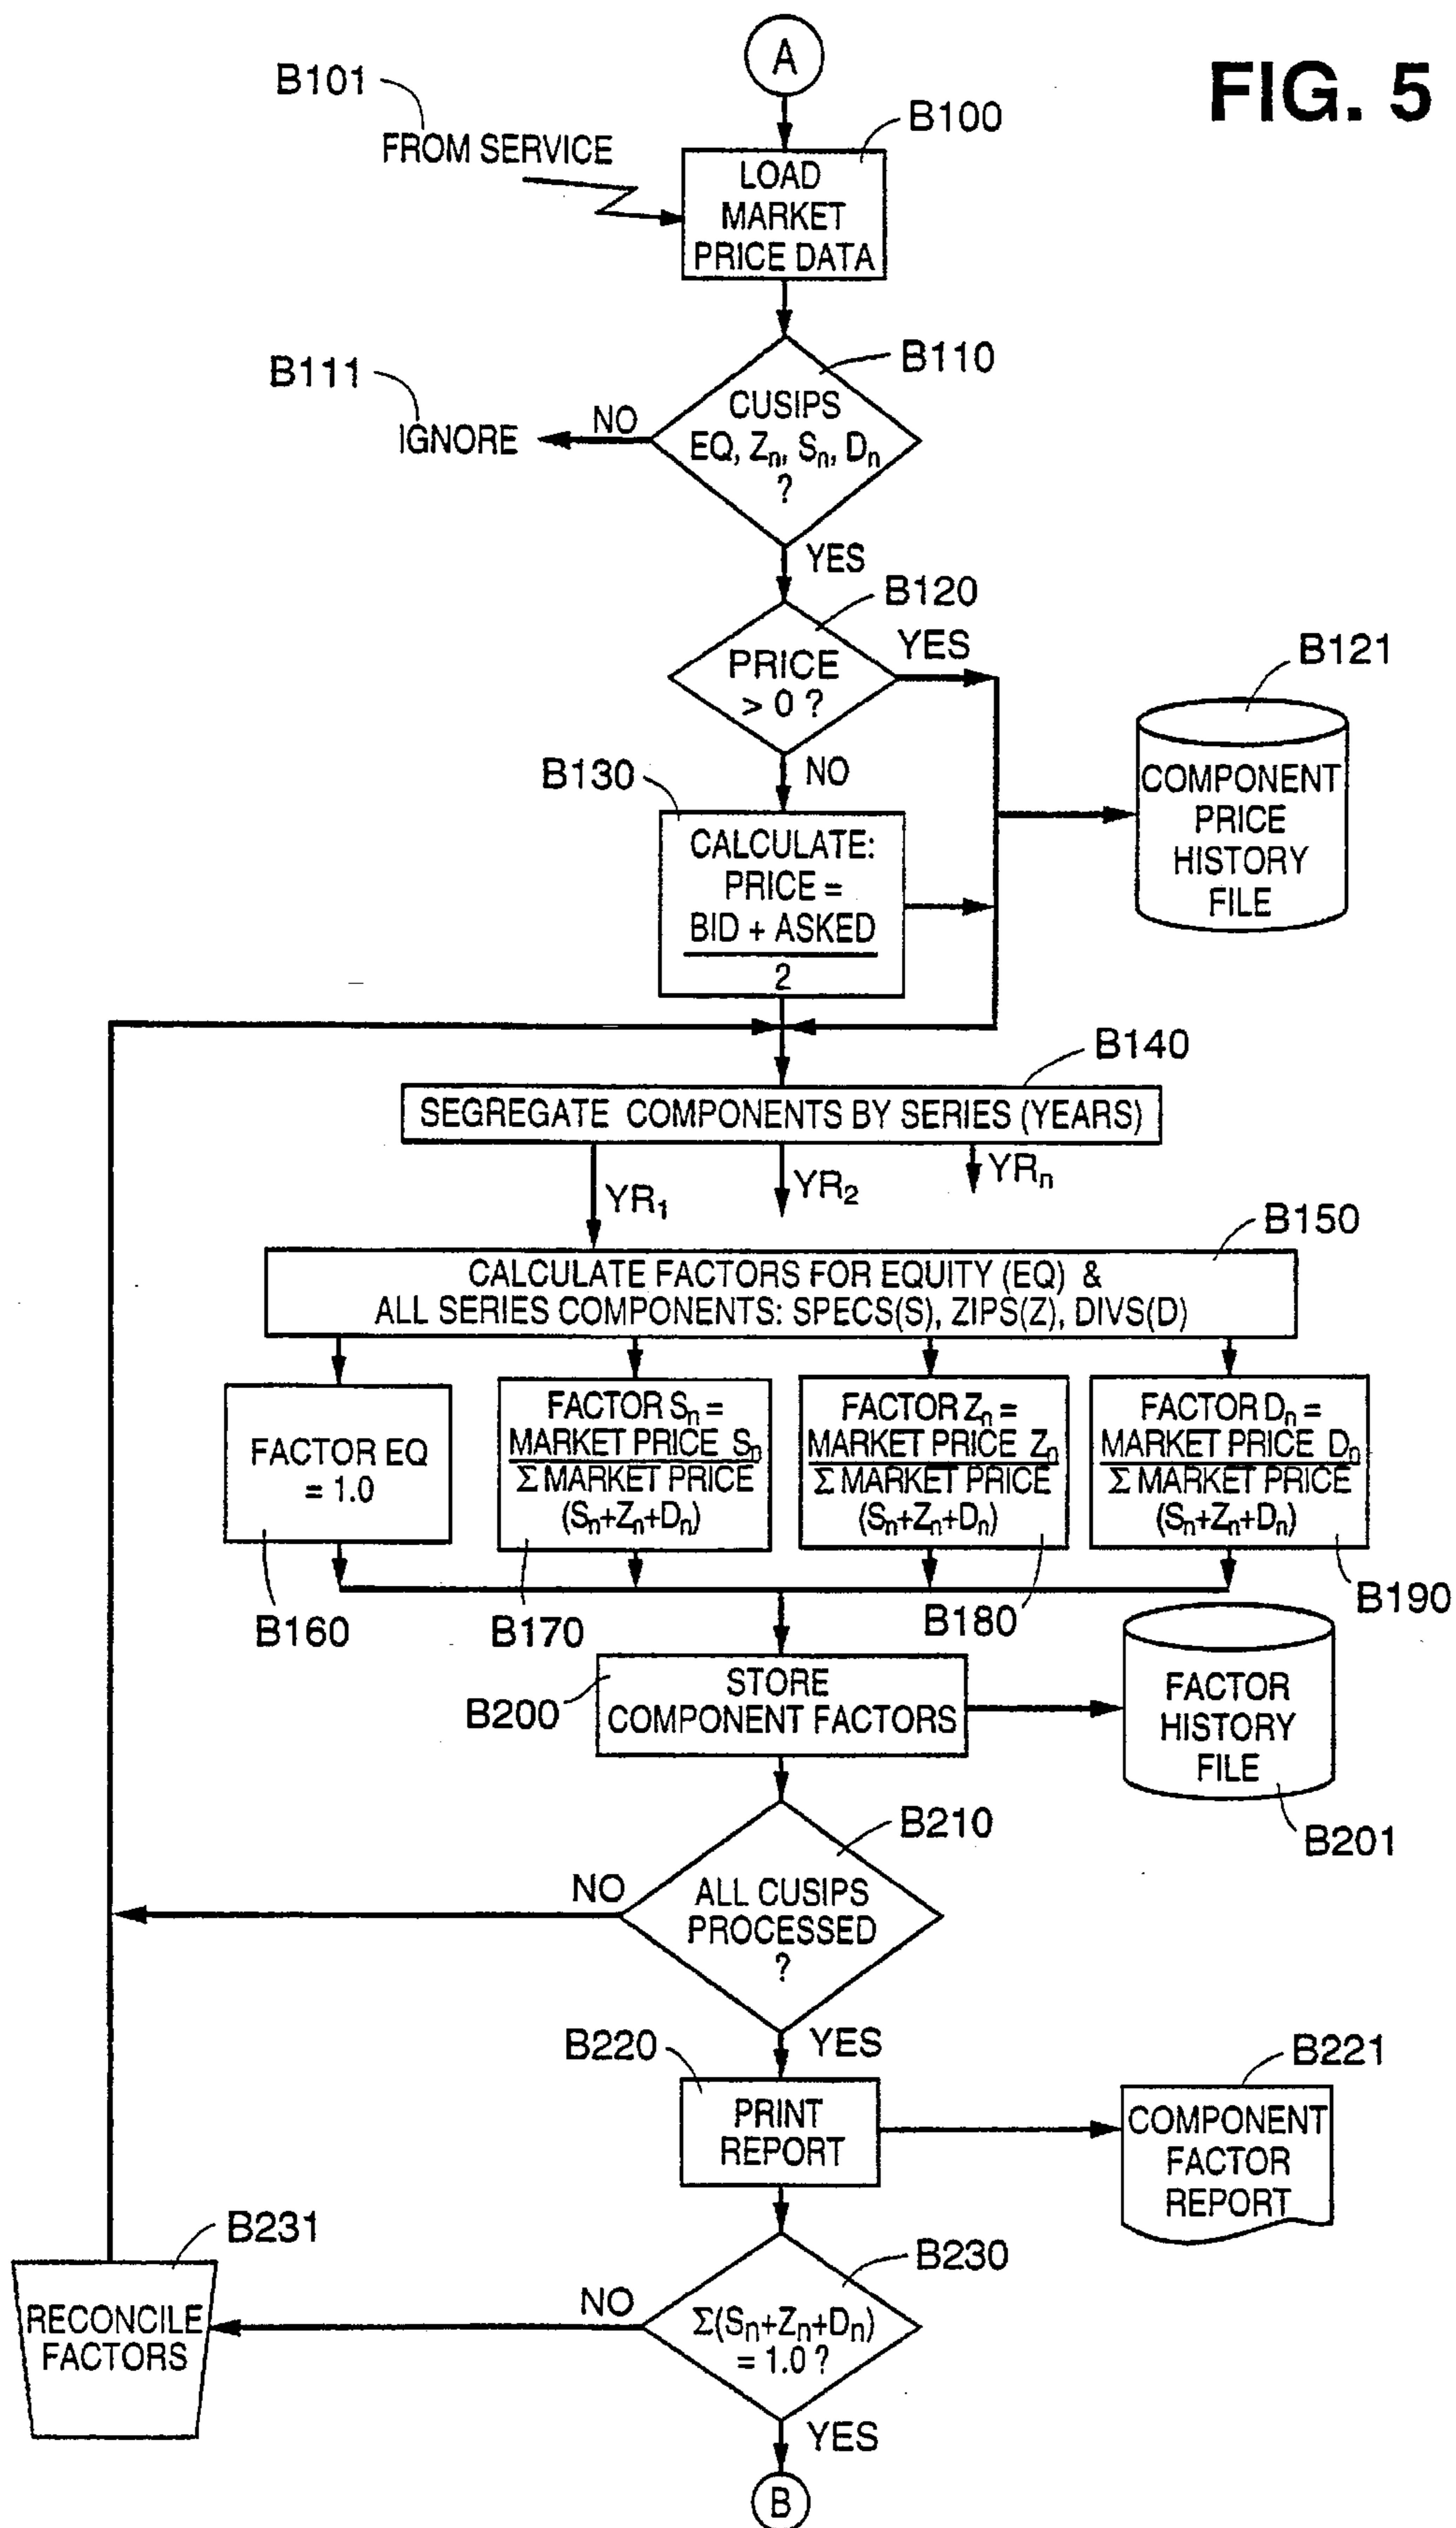 A
FIG. 5
B101
FROM SERVICE
B100
LOAD
MARKET
PRICE DATA
B110
B111
CUSIPS
EQ, Zn, Sn, Dn
?
NO
IGNORE
YES
B120
PRICE
> 0 ?
YES
B121
COMPONENT
PRICE
HISTORY
FILE
NO
B130
CALCULATE:
PRICE =
BID + ASKED
2
B140
SEGREGATE COMPONENTS BY SERIES (YEARS)
YR1
YR2
YRn
B150
CALCULATE FACTORS FOR EQUITY (EQ) &
ALL SERIES COMPONENTS: SPECS(S), ZIPS(Z), DIVS(D)
FACTOR EQ
= 1.0
FACTOR Sn =
MARKET PRICE Sn
Σ MARKET PRICE
(Sn+Zn+Dn)
FACTOR Zn =
MARKET PRICE Zn
Σ MARKET PRICE
(Sn+Zn+Dn)
FACTOR Dn =
MARKET PRICE Dn
Σ MARKET PRICE
(Sn+Zn+Dn)
B160
B170
B180
B190
STORE
COMPONENT FACTORS
B200
FACTOR
HISTORY
FILE
B201
B210
ALL CUSIPS
PROCESSED
?
NO
YES
B220
PRINT
REPORT
B221
COMPONENT
FACTOR
REPORT
B230
Σ(Sn+Zn+Dn)
= 1.0 ?
NO
B231
RECONCILE
FACTORS
YES
B